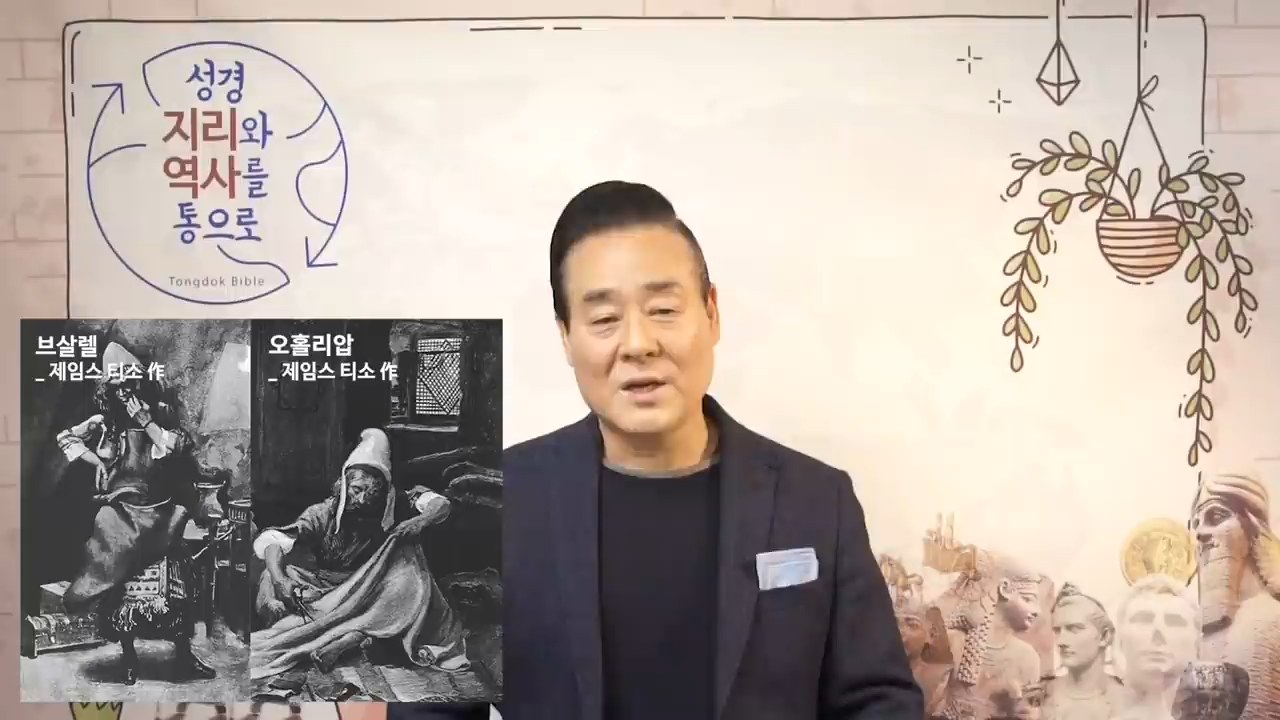 성경
지리와
역사를
통으로
Tongdok Bible
브살렐
_ 제임스 티소 作
오홀리압
_ 제임스 티소 作